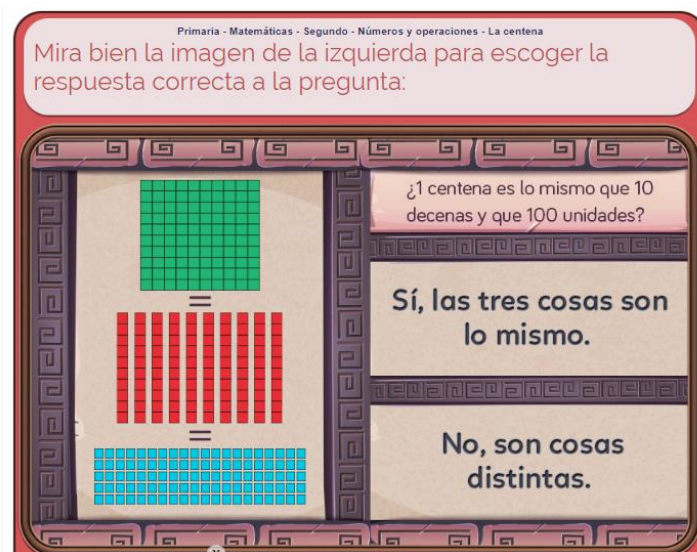 Primaria - Matemáticas - Segundo - Números y operaciones - La centena
Mira bien la imagen de la izquierda para escoger la
respuesta correcta a la pregunta:
=
=
¿1 centena es lo mismo que 10
decenas y que 100 unidades?
Sí, las tres cosas son
lo mismo.
No, son cosas
distintas.